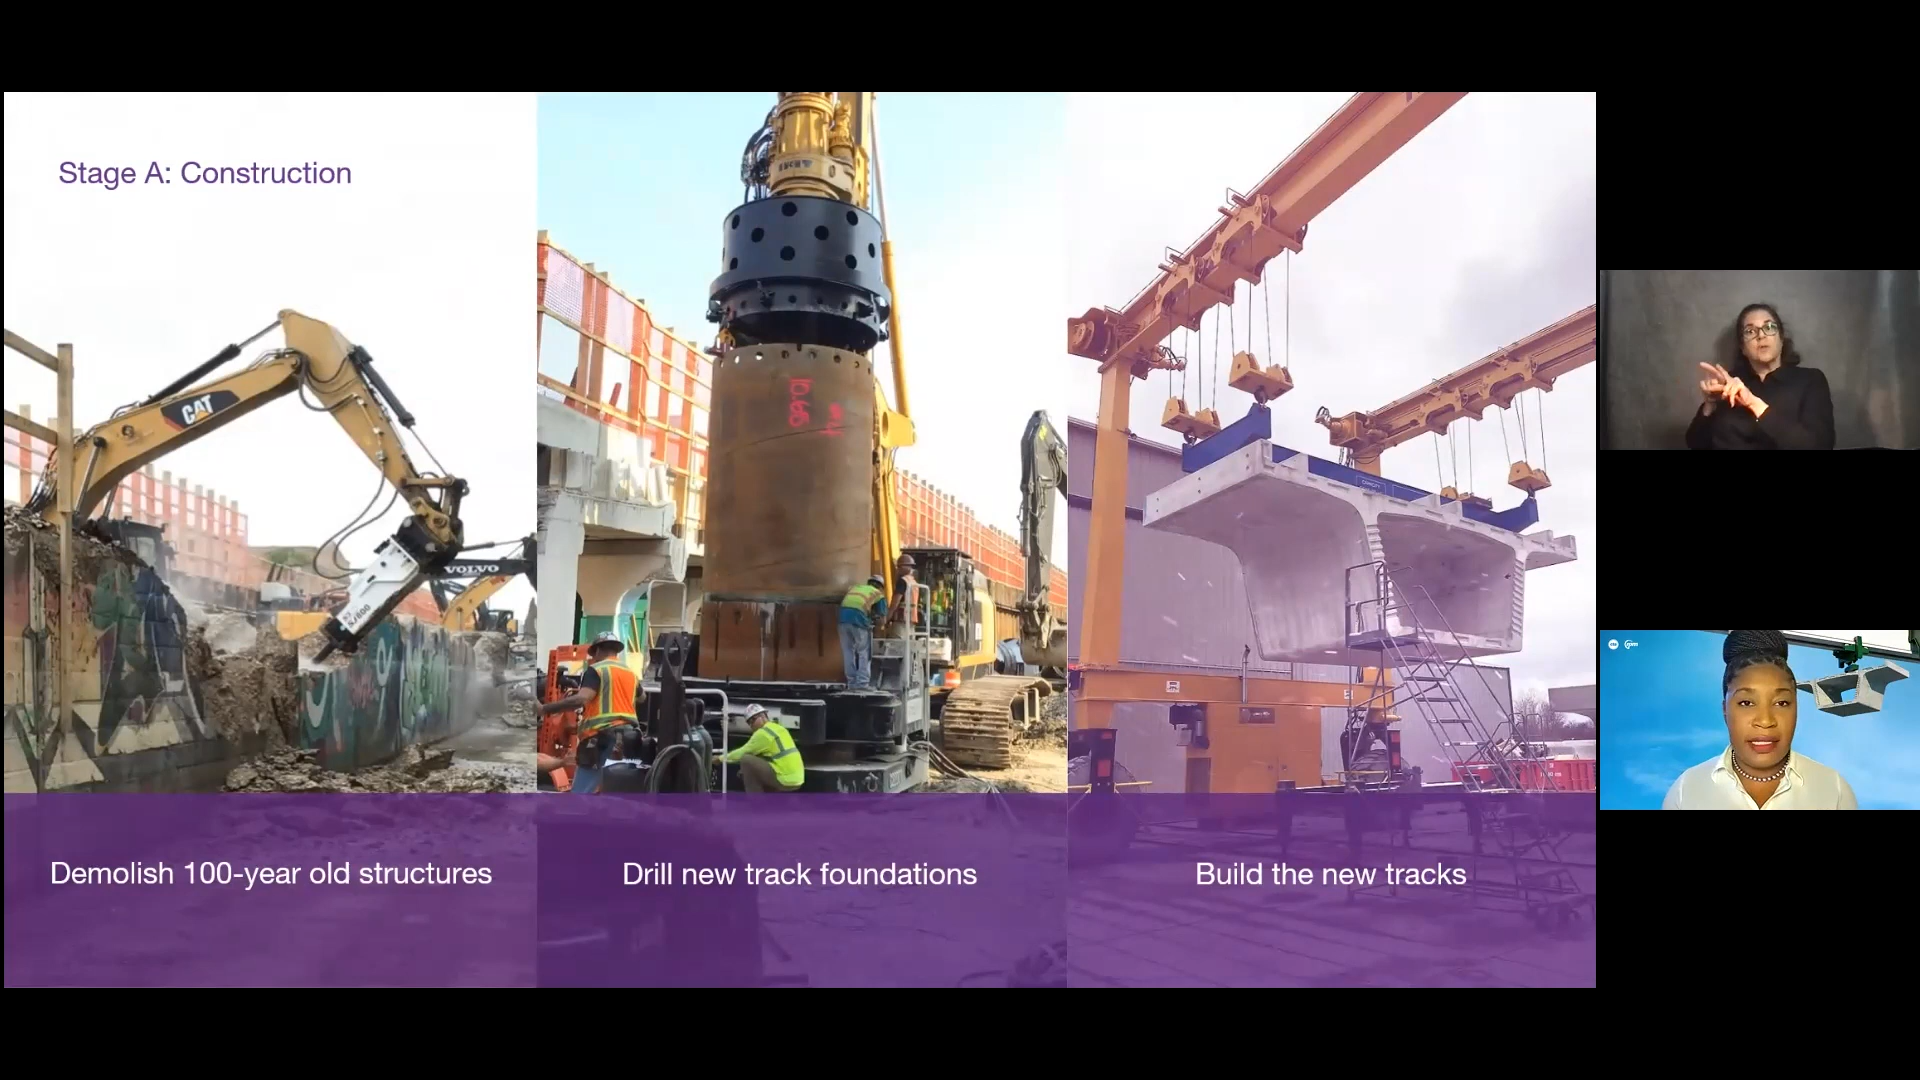 Stage A: Construction
CAT
VOLVO
Demolish 100-year old structures
Drill new track foundations
Build the new tracks